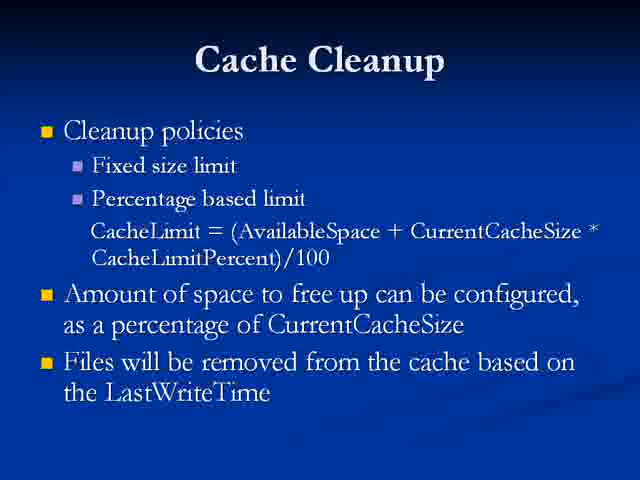 Cache Cleanup
Cleanup policies
Fixed size limit
Percentage based limit
CacheLimit = (AvailableSpace + CurrentCacheSize *
CacheLimitPercent)/100
Amount of space to free up can be configured,
as a percentage of CurrentCacheSize
Files will be removed from the cache based on
the LastWriteTime